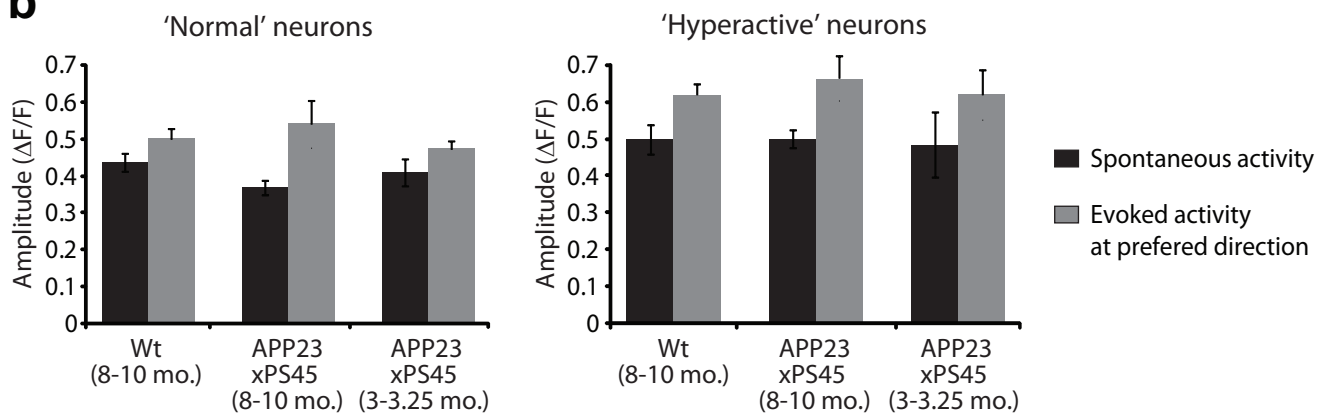 b
'Normal' neurons
Amplitude (ΔF/F)
0.7
0.6
0.5
0.4
0.3
0.2
0.1
0
Wt
(8-10 mo.)
APP23
xPS45
(8-10 mo.)
APP23
xPS45
(3-3.25 mo.)
'Hyperactive' neurons
Amplitude (ΔF/F)
0.7
0.6
0.5
0.4
0.3
0.2
0.1
0
Wt
(8-10 mo.)
APP23
xPS45
(8-10 mo.)
APP23
xPS45
(3-3.25 mo.)
Spontaneous activity
Evoked activity
at prefered direction